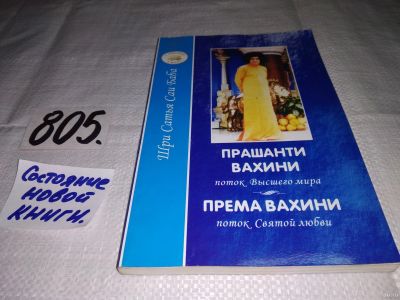 805.
Состояние
новой
книги.
Шри Сатья Саи Баба
ПРАШАНТИ
ВАХИНИ
поток Высшего мира
ПРЕМА ВАХИНИ
поток Святой любви